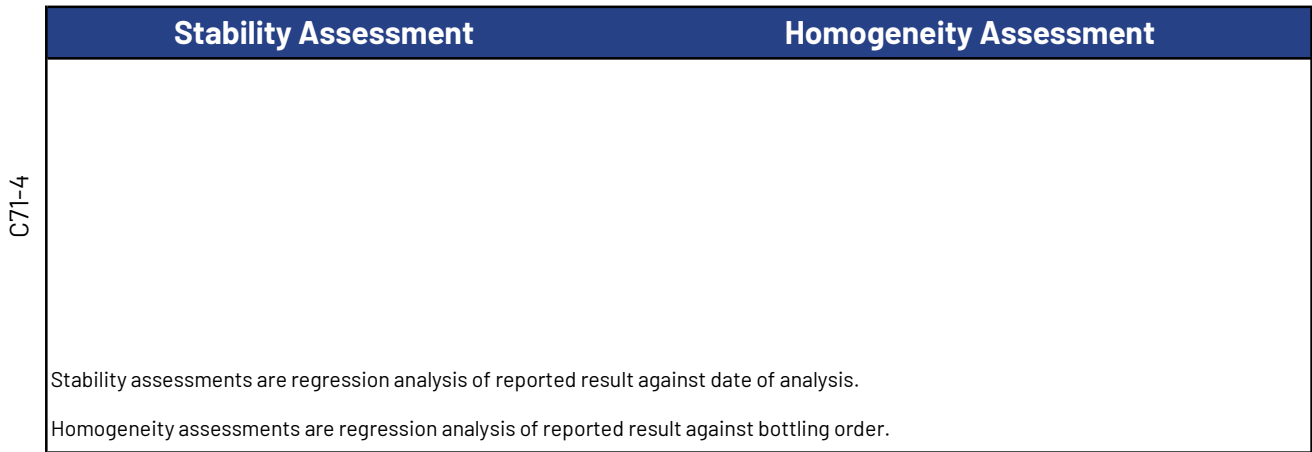 Stability Assessment
Homogeneity Assessment
C71-4
Stability assessments are regression analysis of reported result against date of analysis.
Homogeneity assessments are regression analysis of reported result against bottling order.